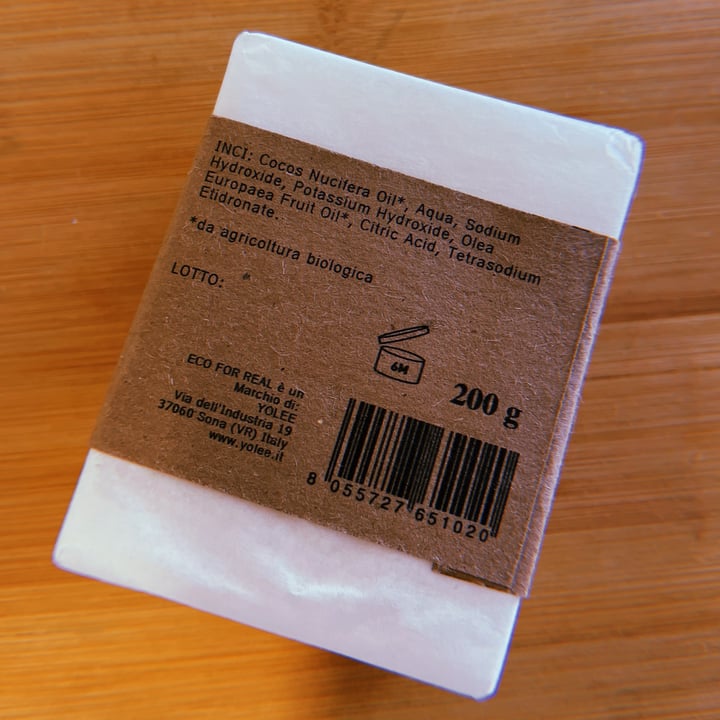 INCI: Cocos Nucifera Oil*, Aqua, Sodium
Hydroxide, Potassium Hydroxide, Olea
Europaea Fruit Oil*, Citric Acid, Tetrasodium
Etidronate.
*da agricoltura biologica
LOTTO:
6M
200 g
ECO FOR REAL è un
Marchio di:
YOLEE
Via dell'Industria 19
37060 Sona (VR) Italy
www.yolee.it
8 055727 651020